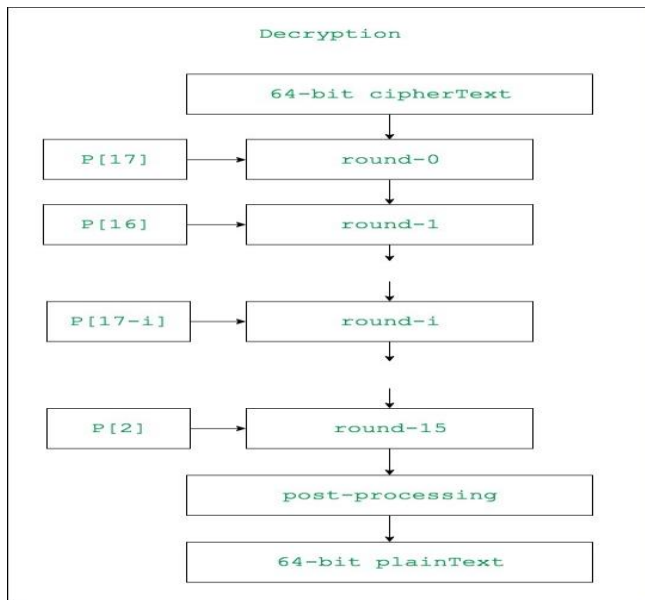 Decryption
64-bit cipherText
P[17]
round-0
P[16]
round-1
P[17-i]
round-i
P[2]
round-15
post-processing
64-bit plainText